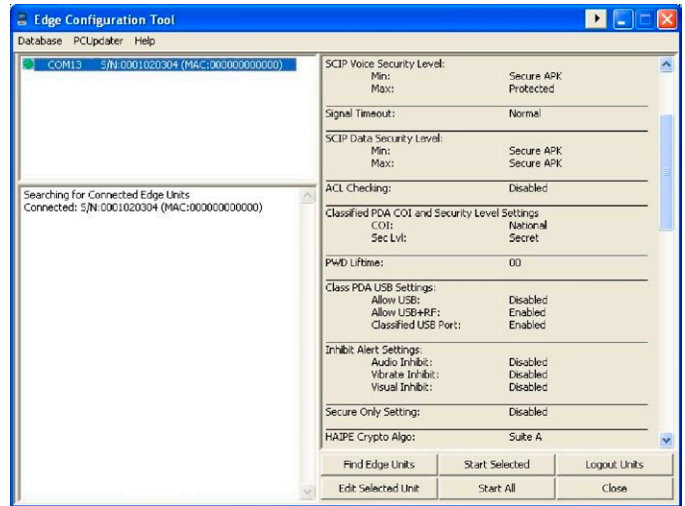 Edge Configuration Tool
Database PCUpdater Help
COM13 S/N:0001020304 (MAC:000000000000)
Searching for Connected Edge Units
Connected: S/N:0001020304 (MAC:000000000000)
SCIP Voice Security Level:
Min: Secure APK
Max: Protected
Signal Timeout: Normal
SCIP Data Security Level:
Min: Secure APK
Max: Secure APK
ACL Checking: Disabled
Classified PDA COI and Security Level Settings
COI: National
Sec Lvl: Secret
PWD Liftime: 00
Class PDA USB Settings:
Allow USB: Disabled
Allow USB+RF: Enabled
Classified USB Port: Enabled
Inhibit Alert Settings:
Audio Inhibit: Disabled
Vibrate Inhibit: Disabled
Visual Inhibit: Disabled
Secure Only Setting: Disabled
HAIPE Crypto Algo: Suite A
Find Edge Units Start Selected Logout Units
Edit Selected Unit Start All Close